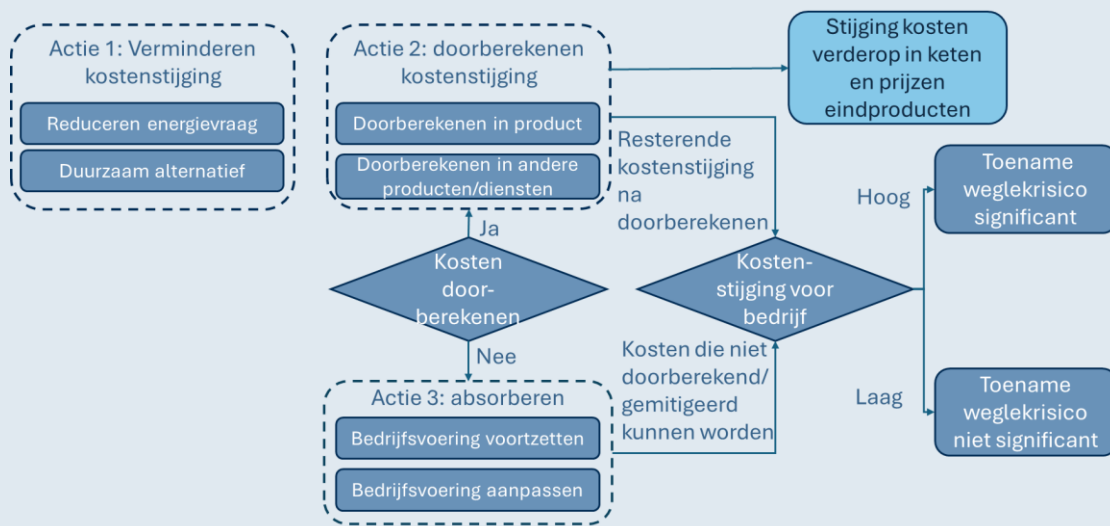 Actie 1: Verminderen
kostenstijging
Reduceren energievraag
Duurzaam alternatief
Actie 2: doorberekenen
kostenstijging
Doorberekenen in product
Doorberekenen in andere
producten/diensten
Stijging kosten
verderop in keten
en prijzen
eindproducten
Resterende
kostenstijging
na
doorberekenen
Ja
Kosten
door-
berekenen
Nee
Actie 3: absorberen
Bedrijfsvoering voortzetten
Bedrijfsvoering aanpassen
Kosten-
stijging voor
bedrijf
Kosten die niet
doorberekend/
gemitigeerd
kunnen worden
Hoog
Toename
weglekrisico
significant
Laag
Toename
weglekrisico
niet significant